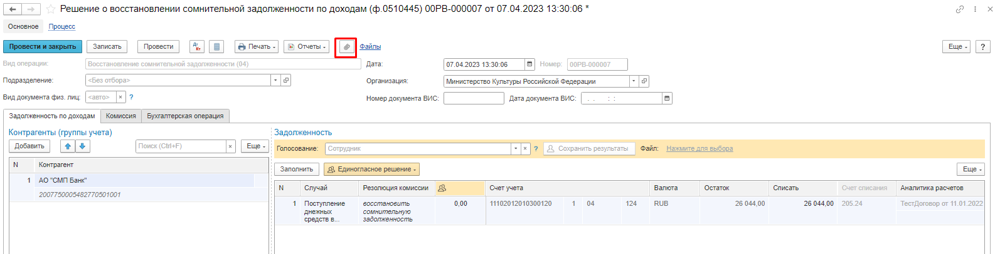 Решение о восстановлении сомнительной задолженности по доходам (ф.0510445) 00РВ-000007 от 07.04.2023 13:30:06 *
Основное Процесс
Провести и закрыть Записать Провести Дт Кт Печать Отчеты Файлы Еще ?
Вид операции: Восстановление сомнительной задолженности (04) Дата: 07.04.2023 13:30:06 Номер: 00РВ-000007
Подразделение: <Без отбора> Организация: Министерство Культуры Российской Федерации
Вид документа физ. лиц: <авто> × ? Номер документа ВИС: Дата документа ВИС: . . : :
Задолженность по доходам Комиссия Бухгалтерская операция
Контрагенты (группы учета) Задолженность
Добавить Поиск (Ctrl+F) × Еще Голосование: Сотрудник × ? Сохранить результаты Файл: Нажмите для выбора
Заполнить Единогласное решение Еще
N Контрагент
1 АО "СМП Банк"
2007750005482770501001
N Случай Резолюция комиссии Счет учета Валюта Остаток Списать Счет списания Аналитика расчетов
1 Поступление восстановить 0,00 11102012010300120 1 04 124 RUB 26 044,00 26 044,00 205.24 ТестДоговор от 11.01.2022
днежных сомнительную
средств в... задолженность